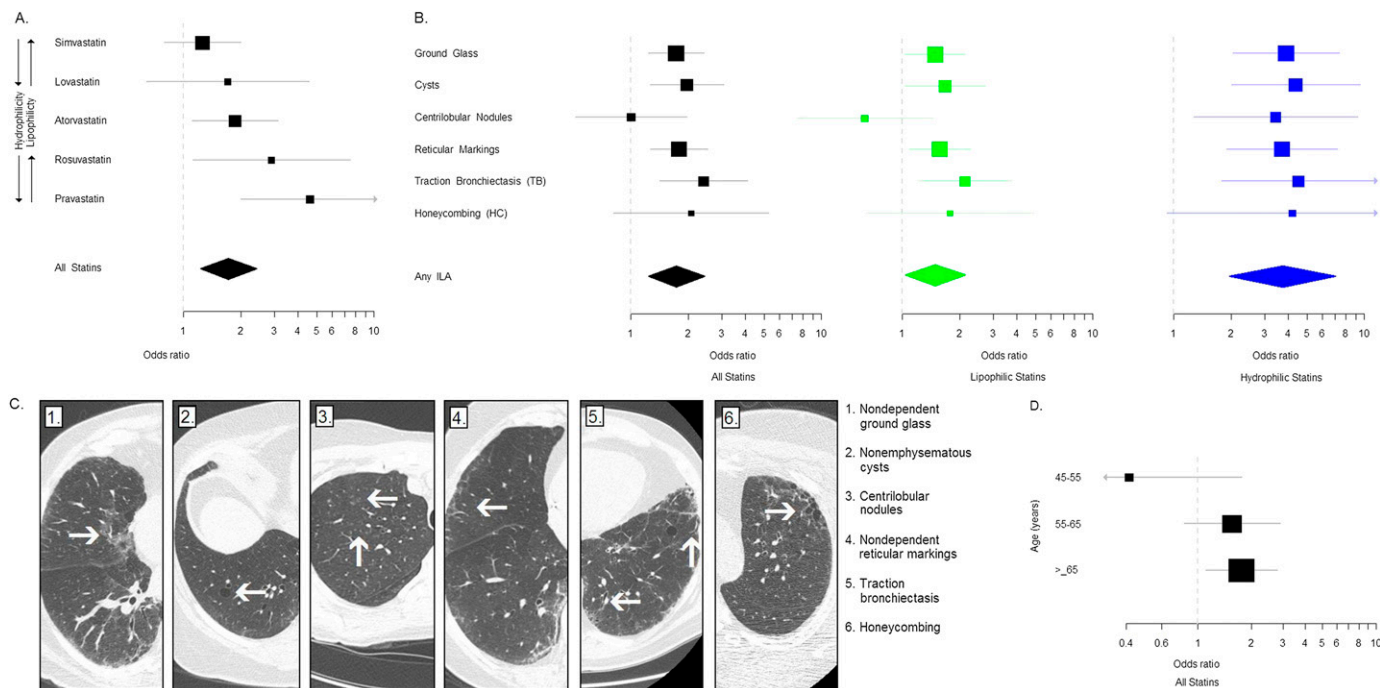 A.
Hydrophilicity
Lipophilicty
Simvastatin
Lovastatin
Atorvastatin
Rosuvastatin
Pravastatin
All Statins
1 2 3 4 5 6 8 10
Odds ratio
B.
Ground Glass
Cysts
Centrilobular Nodules
Reticular Markings
Traction Bronchiectasis (TB)
Honeycombing (HC)
Any ILA
1 2 3 4 5 6 8 10
Odds ratio
All Statins
1 2 3 4 5 6 8 10
Odds ratio
Lipophilic Statins
1 2 3 4 5 6 8 10
Odds ratio
Hydrophilic Statins
C.
1.
2.
3.
4.
5.
6.
1. Nondependent
ground glass
2. Nonemphysematous
cysts
3. Centrilobular
nodules
4. Nondependent
reticular markings
5. Traction
bronchiectasis
6. Honeycombing
D.
Age (years)
45-55
55-65
>_65
0.4 0.6 1 2 3 4 5 6 8 10
Odds ratio
All Statins